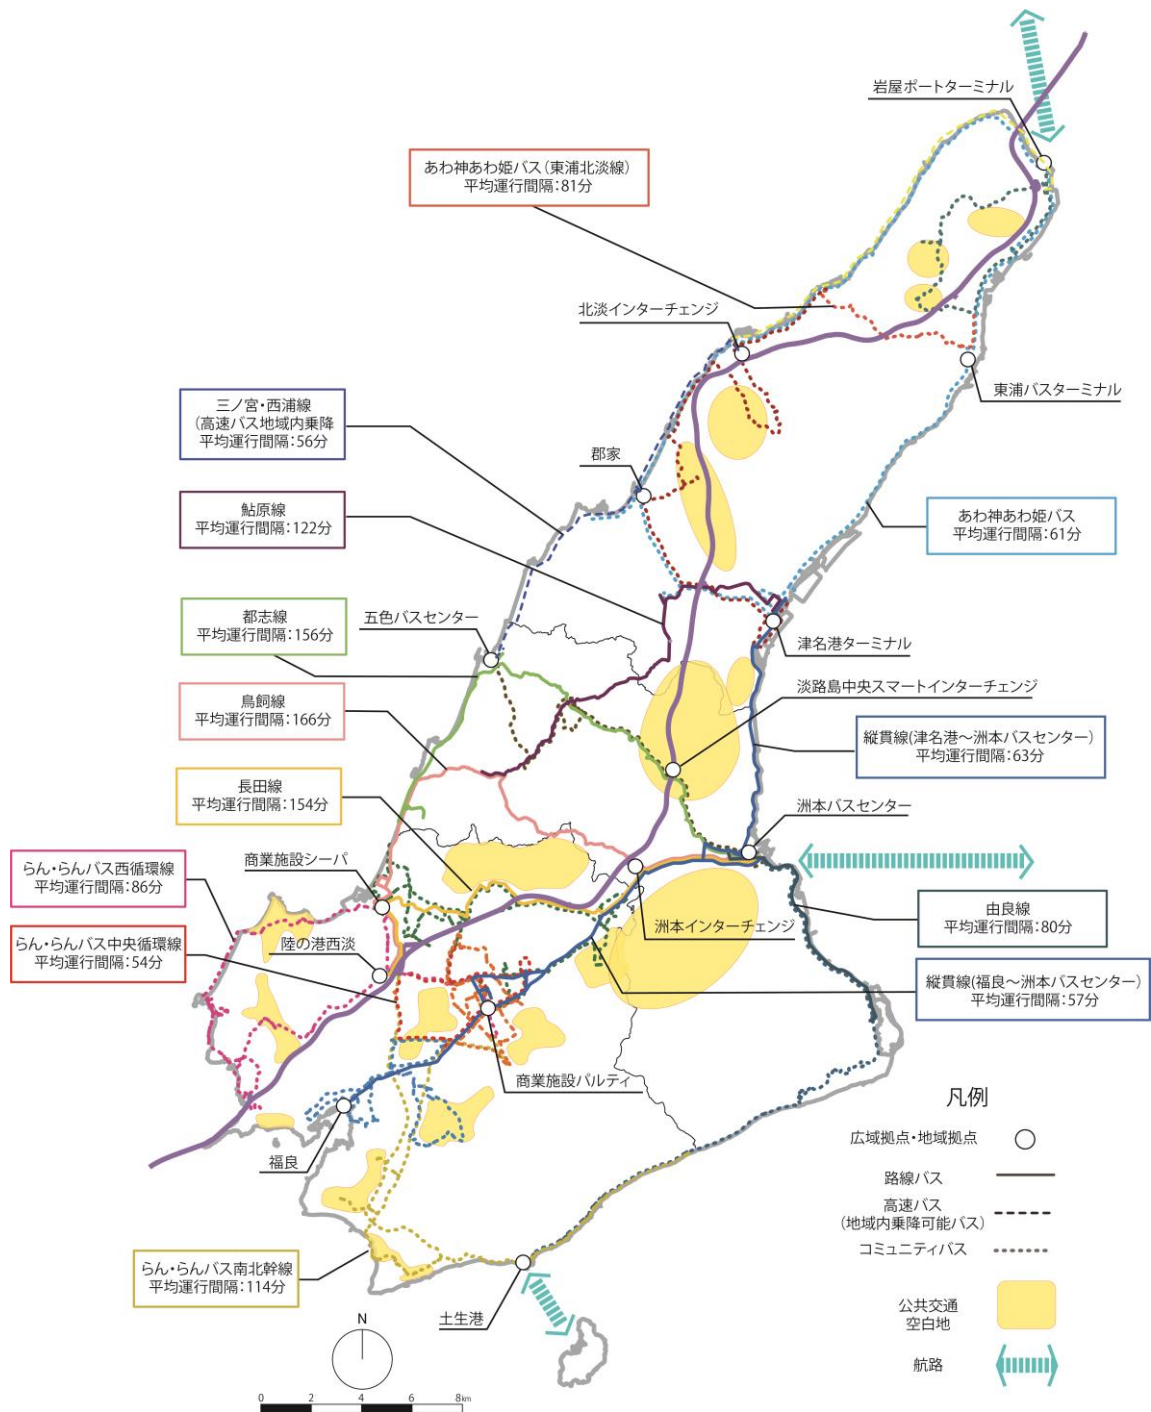 岩屋ポートターミナル
あわ神あわ姫バス(東浦北淡線)
平均運行間隔:81分
北淡インターチェンジ
東浦バスターミナル
三ノ宮・西浦線
(高速バス地域内乗降
平均運行間隔:56分
郡家
鮎原線
平均運行間隔:122分
あわ神あわ姫バス
平均運行間隔:61分
都志線
平均運行間隔:156分
五色バスセンター
津名港ターミナル
淡路島中央スマートインターチェンジ
鳥飼線
平均運行間隔:166分
縦貫線(津名港～洲本バスセンター)
平均運行間隔:63分
長田線
平均運行間隔:154分
洲本バスセンター
商業施設シーパ
らん・らんバス西循環線
平均運行間隔:86分
洲本インターチェンジ
由良線
平均運行間隔:80分
らん・らんバス中央循環線
平均運行間隔:54分
陸の港西淡
縦貫線(福良～洲本バスセンター)
平均運行間隔:57分
商業施設パルティ
福良
らん・らんバス南北幹線
平均運行間隔:114分
土生港
凡例
広域拠点・地域拠点
路線バス
高速バス
(地域内乗降可能バス)
コミュニティバス
公共交通
空白地
航路
N
0 2 4 6 8km